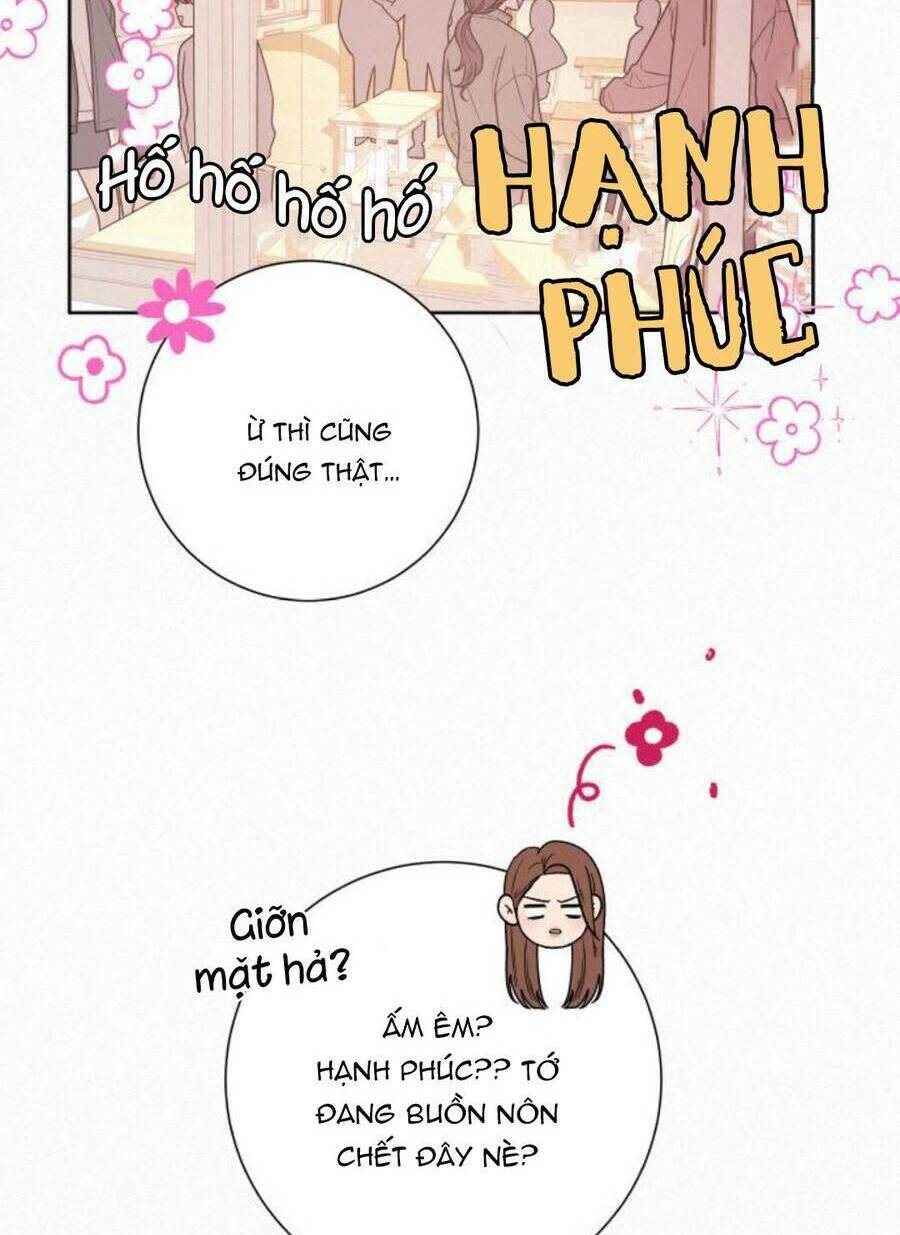 Hố hố hố hố
HẠNH
PHÚC
Ừ THÌ CŨNG
ĐÚNG THẬT...
Giỡn
mặt hả?
ẤM ÊM?
HẠNH PHÚC?? TỚ
ĐANG BUỒN NÔN
CHẾT ĐÂY NÈ?